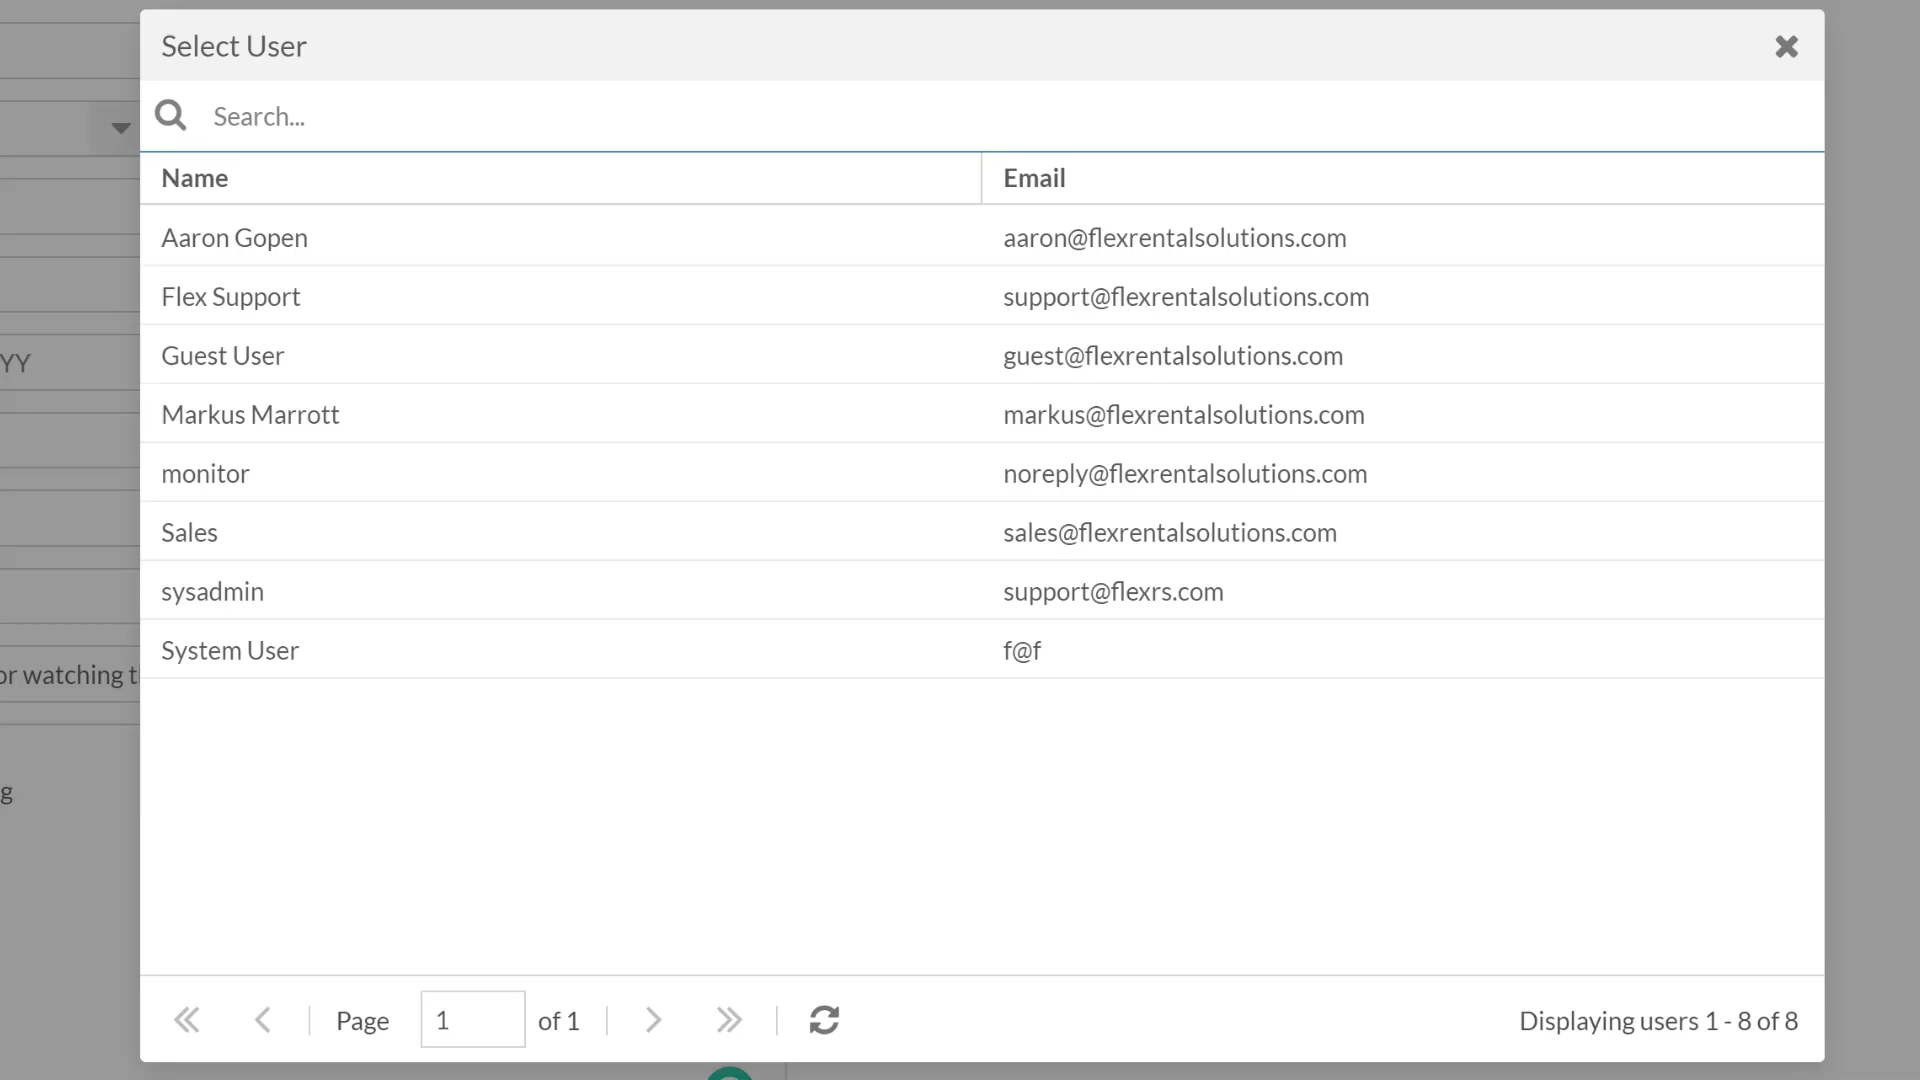 Select User
Search...
Name Email
Aaron Gopen aaron@flexrentalsolutions.com
Flex Support support@flexrentalsolutions.com
Guest User guest@flexrentalsolutions.com
YY
Markus Marrott markus@flexrentalsolutions.com
monitor noreply@flexrentalsolutions.com
Sales sales@flexrentalsolutions.com
sysadmin support@flexrs.com
System User f@f
or watching t
g
Page 1 of 1 Displaying users 1 - 8 of 8